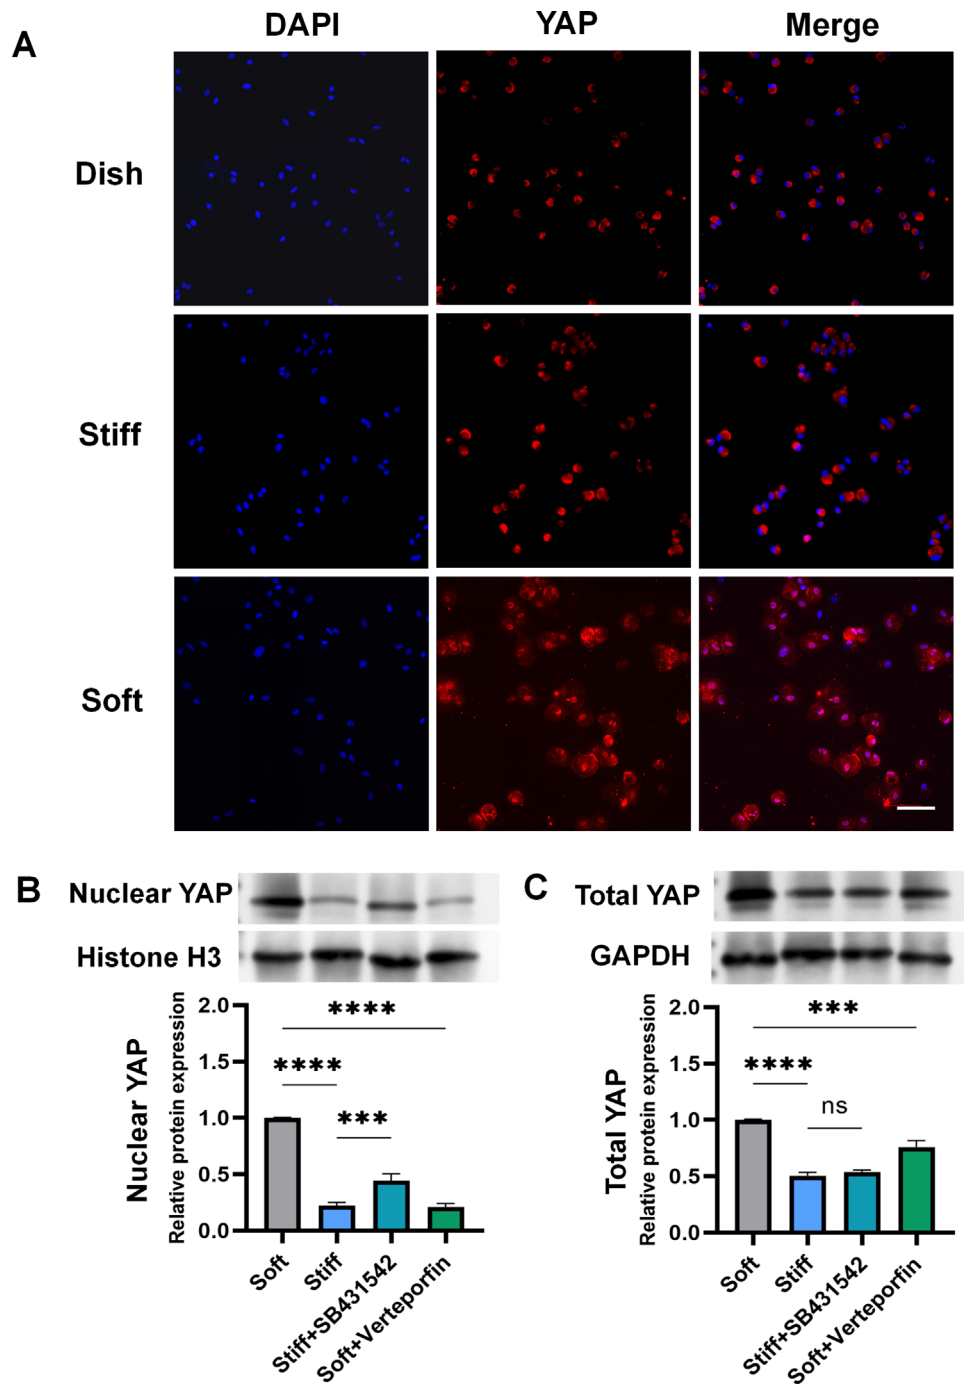 A
DAPI YAP Merge
Dish
Stiff
Soft
B
Nuclear YAP
Histone H3
Nuclear YAP
Relative protein expression
2.0
1.5
1.0
0.5
0.0
****
****
***
Soft
Stiff
Stiff+SB431542
Soft+Verteporfin
C
Total YAP
GAPDH
Total YAP
Relative protein expression
2.0
1.5
1.0
0.5
0.0
***
****
ns
Soft
Stiff
Stiff+SB431542
Soft+Verteporfin